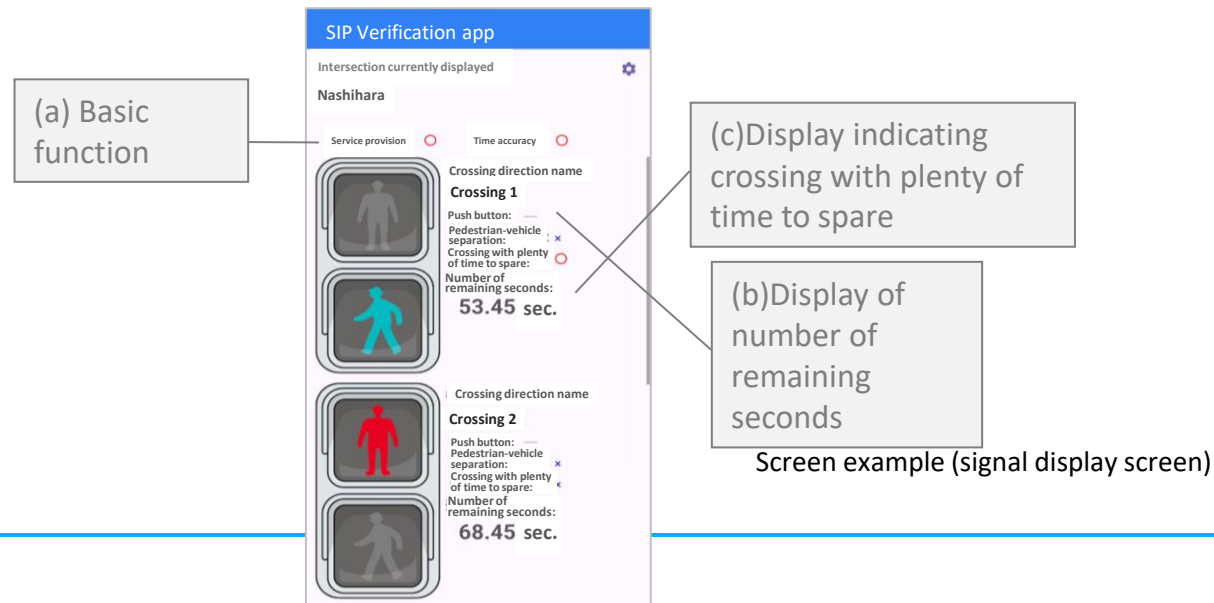 SIP Verification app
Intersection currently displayed
Nashihara
(a) Basic
function
Service provision
Time accuracy
Crossing direction name
Crossing 1
Push button: —
Pedestrian-vehicle
separation: ×
Crossing with plenty
of time to spare:
Number of
remaining seconds:
53.45 sec.
Crossing direction name
Crossing 2
Push button: —
Pedestrian-vehicle
separation: ×
Crossing with plenty
of time to spare: ×
Number of
remaining seconds:
68.45 sec.
(c)Display indicating
crossing with plenty of
time to spare
(b)Display of
number of
remaining
seconds
Screen example (signal display screen)